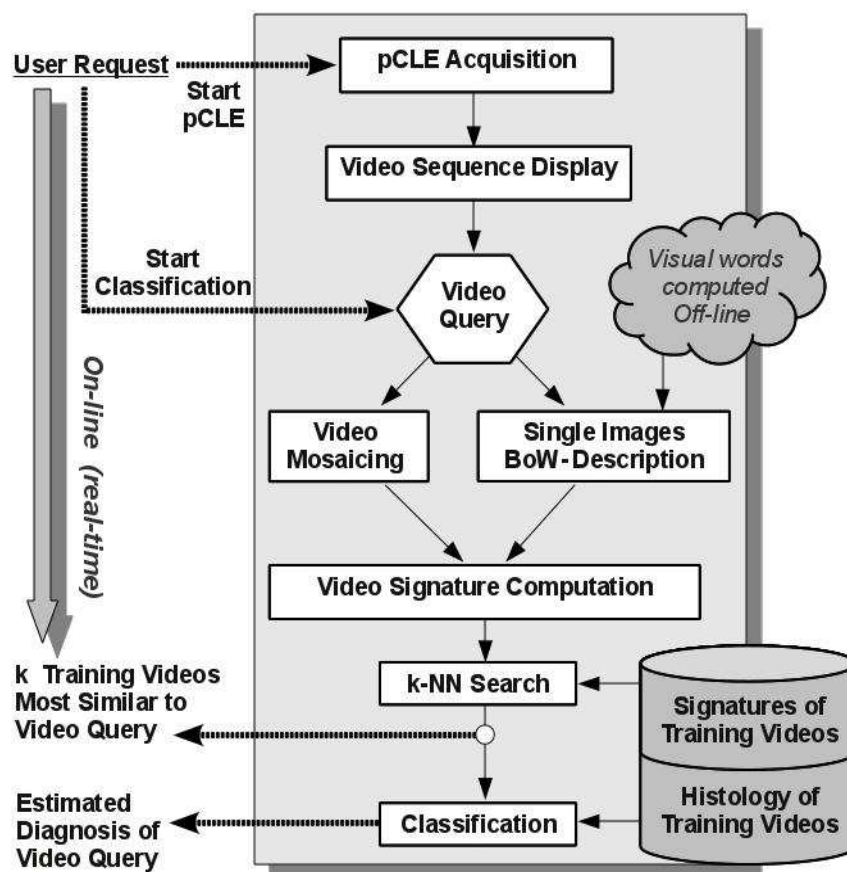 User Request
Start
pCLE
pCLE Acquisition
Video Sequence Display
Start
Classification
Video
Query
Visual words
computed
Off-line
On-line (real-time)
Video
Mosaicing
Single Images
BoW-Description
Video Signature Computation
k-NN Search
k Training Videos
Most Similar to
Video Query
Signatures of
Training Videos
Estimated
Diagnosis of
Video Query
Classification
Histology of
Training Videos